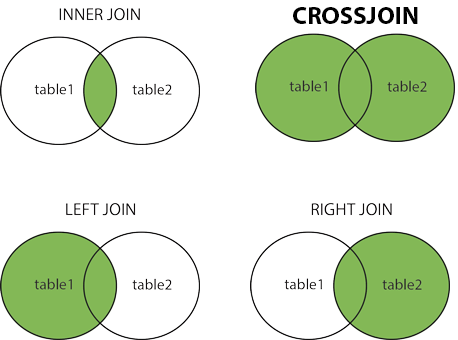 INNER JOIN
CROSSJOIN
table1
table2
table1
table2
LEFT JOIN
RIGHT JOIN
table1
table2
table1
table2